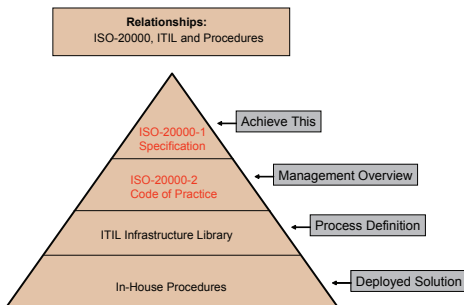 Relationships:
ISO-20000, ITIL and Procedures
ISO-20000-1
Specification
Achieve This
ISO-20000-2
Code of Practice
Management Overview
ITIL Infrastructure Library
Process Definition
In-House Procedures
Deployed Solution